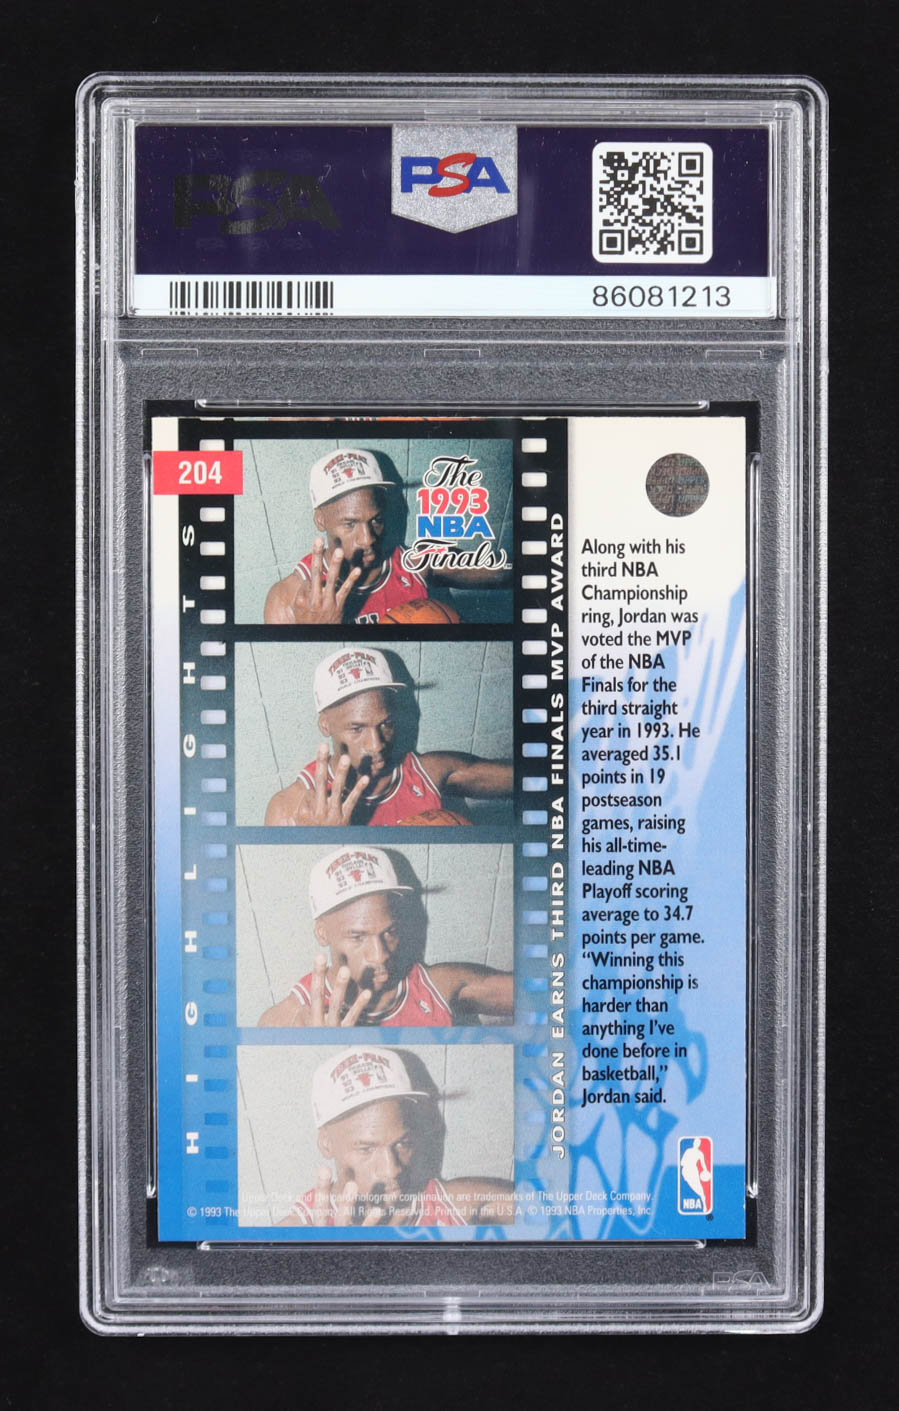 PSA
PSA
86081213
204
HIGHLIGHTS
The
1993
NBA
Finals
JORDAN EARNS THIRD NBA FINALS MVP AWARD
Along with his
third NBA
Championship
ring, Jordan was
voted the MVP
of the NBA
Finals for the
third straight
year in 1993. He
averaged 35.1
points in 19
postseason
games, raising
his all-time-
leading NBA
Playoff scoring
average to 34.7
points per game.
“Winning this
championship is
harder than
anything I’ve
done before in
basketball,”
Jordan said.
NBA
Upper Deck and the card/hologram combination are trademarks of The Upper Deck Company.
© 1993 The Upper Deck Company. All Rights Reserved. Printed in the U.S.A. © 1993 NBA Properties, Inc.
PSA